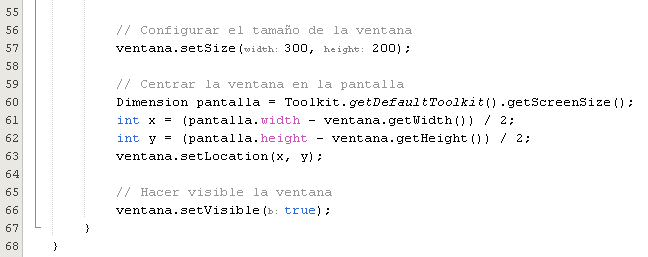 55
56 // Configurar el tamaño de la ventana
57 ventana.setSize(width: 300, height: 200);
58
59 // Centrar la ventana en la pantalla
60 Dimension pantalla = Toolkit.getDefaultToolkit().getScreenSize();
61 int x = (pantalla.width - ventana.getWidth()) / 2;
62 int y = (pantalla.height - ventana.getHeight()) / 2;
63 ventana.setLocation(x, y);
64
65 // Hacer visible la ventana
66 ventana.setVisible(b: true);
67 }
68 }